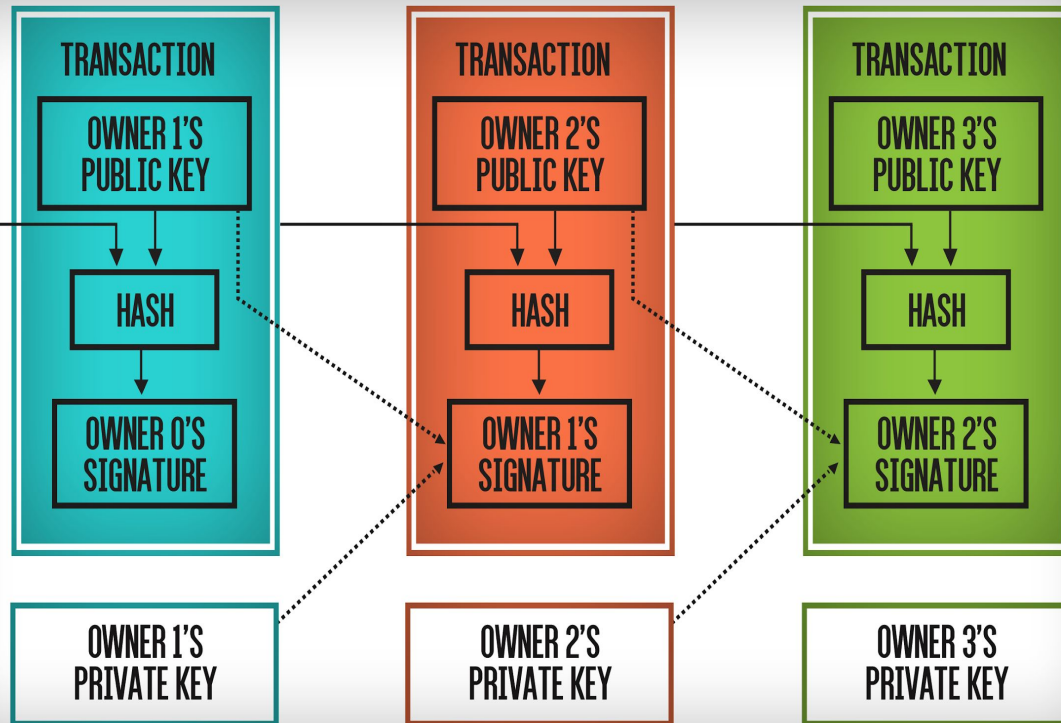 TRANSACTION
OWNER 1'S
PUBLIC KEY
HASH
OWNER 0'S
SIGNATURE
OWNER 1'S
PRIVATE KEY
TRANSACTION
OWNER 2'S
PUBLIC KEY
HASH
OWNER 1'S
SIGNATURE
OWNER 2'S
PRIVATE KEY
TRANSACTION
OWNER 3'S
PUBLIC KEY
HASH
OWNER 2'S
SIGNATURE
OWNER 3'S
PRIVATE KEY